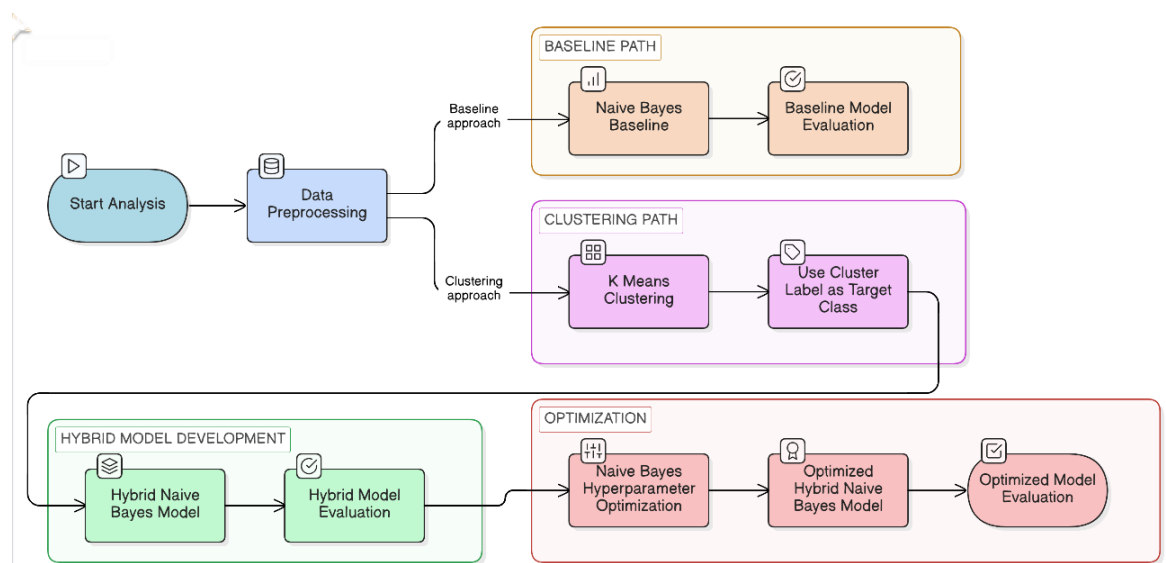 BASELINE PATH
Naive Bayes
Baseline
Baseline Model
Evaluation
Baseline
approach
Start Analysis
Data
Preprocessing
CLUSTERING PATH
Clustering
approach
K Means
Clustering
Use Cluster
Label as Target
Class
HYBRID MODEL DEVELOPMENT
Hybrid Naive
Bayes Model
Hybrid Model
Evaluation
OPTIMIZATION
Naive Bayes
Hyperparameter
Optimization
Optimized
Hybrid Naive
Bayes Model
Optimized Model
Evaluation